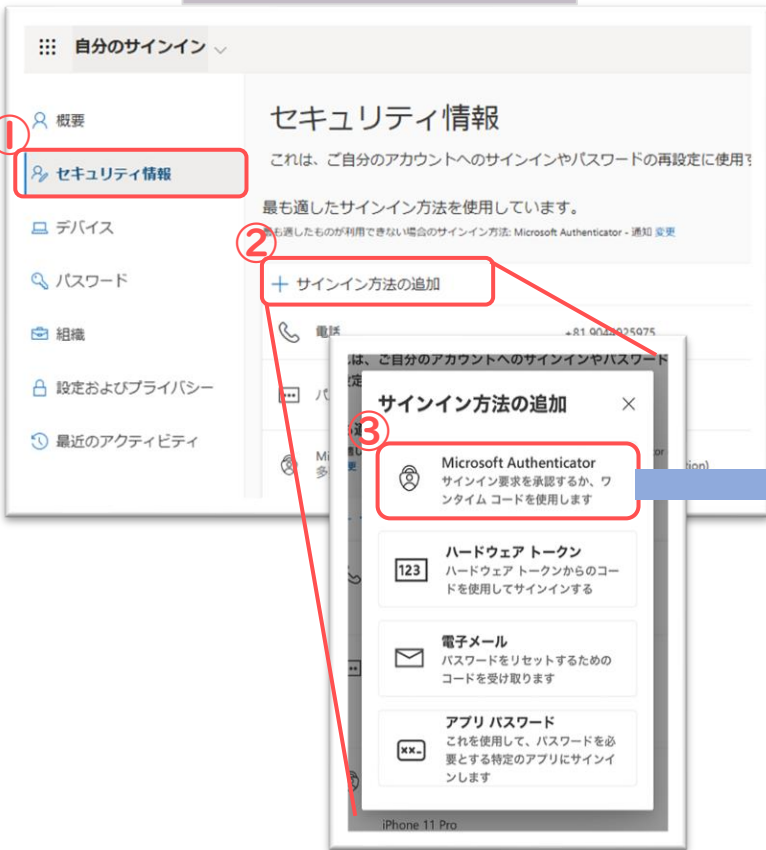 自分のサインイン
①
概要
セキュリティ情報
デバイス
パスワード
組織
設定およびプライバシー
最近のアクティビティ
セキュリティ情報
これは、ご自分のアカウントへのサインインやパスワードの再設定に使用す
最も適したサインイン方法を使用しています。
最も適したものが利用できない場合のサインイン方法: Microsoft Authenticator - 通知 変更
②
+ サインイン方法の追加
電話
+81 9044925975
パ
Mi
多
tion)
は、ご自分のアカウントへのサインインやパスワード
定
サインイン方法の追加
③
Microsoft Authenticator
サインイン要求を承認するか、ワ
ンタイム コードを使用します
123
ハードウェア トークン
ハードウェア トークンからのコー
ドを使用してサインインする
電子メール
パスワードをリセットするための
コードを受け取ります
アプリ パスワード
これを使用して、パスワードを必
要とする特定のアプリにサインイ
ンします
iPhone 11 Pro